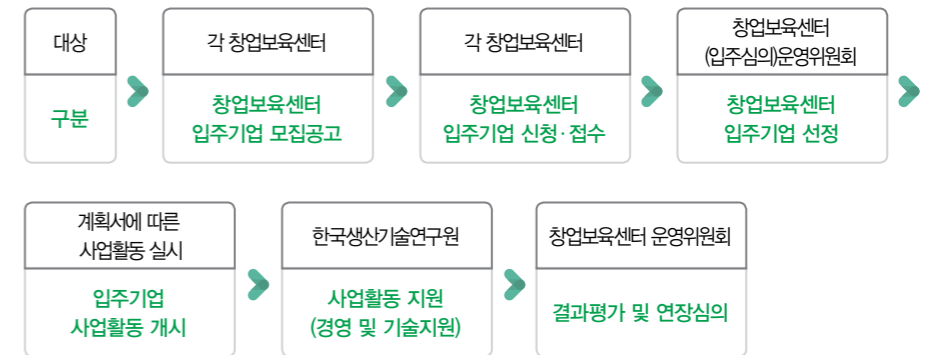 대상
구분
각 창업보육센터
창업보육센터
입주기업 모집공고
각 창업보육센터
창업보육센터
입주기업 신청·접수
창업보육센터
(입주심의)운영위원회
창업보육센터
입주기업 선정
계획서에 따른
사업활동 실시
입주기업
사업활동 개시
한국생산기술연구원
사업활동 지원
(경영 및 기술지원)
창업보육센터 운영위원회
결과평가 및 연장심의